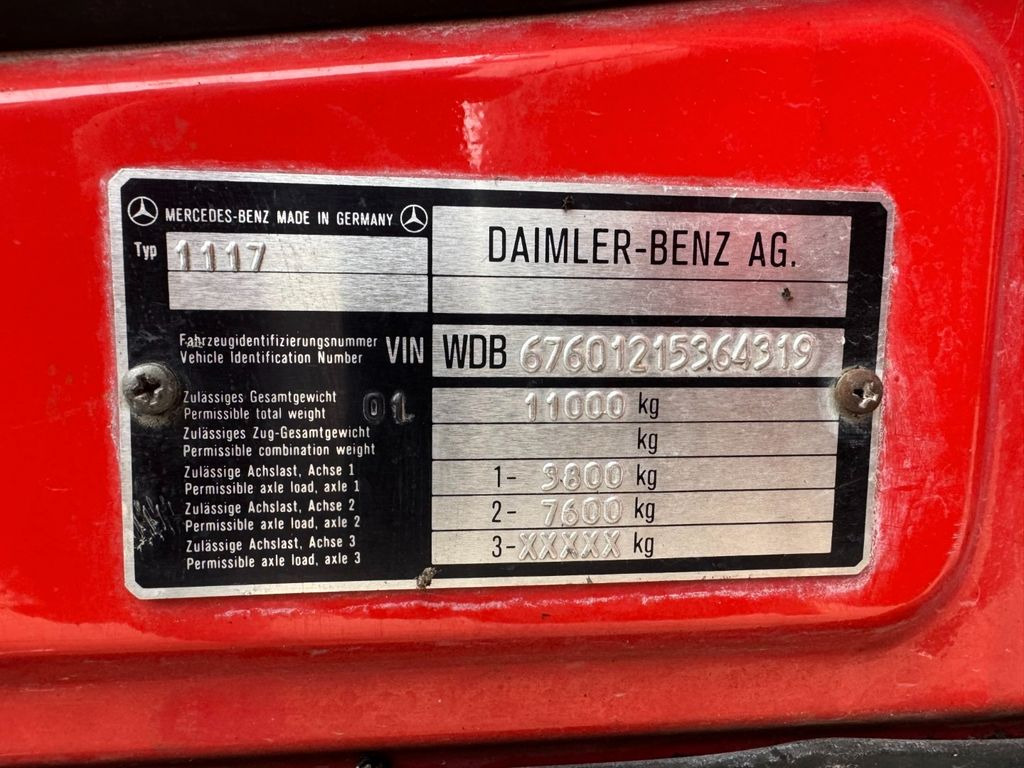 MERCEDES-BENZ MADE IN GERMANY
Typ 1117
DAIMLER-BENZ AG.
Fahrzeugidentifizierungsnummer
Vehicle Identification Number VIN WDB 67601215364319
Zulässiges Gesamtgewicht
Permissible total weight 01 11000 kg
Zulässiges Zug-Gesamtgewicht
Permissible combination weight kg
Zulässige Achslast, Achse 1
Permissible axle load, axle 1 1- 3800 kg
Zulässige Achslast, Achse 2
Permissible axle load, axle 2 2- 7600 kg
Zulässige Achslast, Achse 3
Permissible axle load, axle 3 3-XXXXX kg